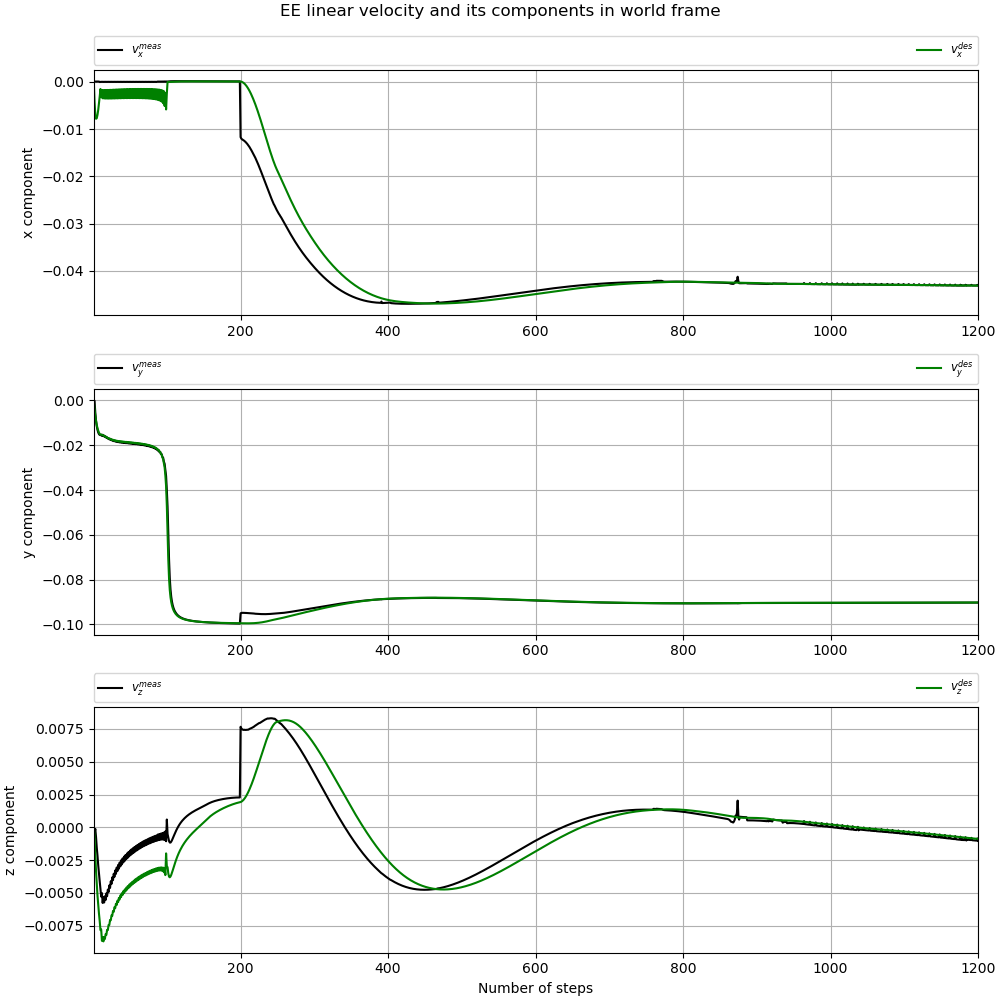 EE linear velocity and its components in world frame
v_x^{meas} v_x^{des}
0.00
−0.01
−0.02
−0.03
−0.04
x component
200 400 600 800 1000 1200
v_y^{meas} v_y^{des}
0.00
−0.02
−0.04
−0.06
−0.08
−0.10
y component
200 400 600 800 1000 1200
v_z^{meas} v_z^{des}
0.0075
0.0050
0.0025
0.0000
−0.0025
−0.0050
−0.0075
z component
200 400 600 800 1000 1200
Number of steps